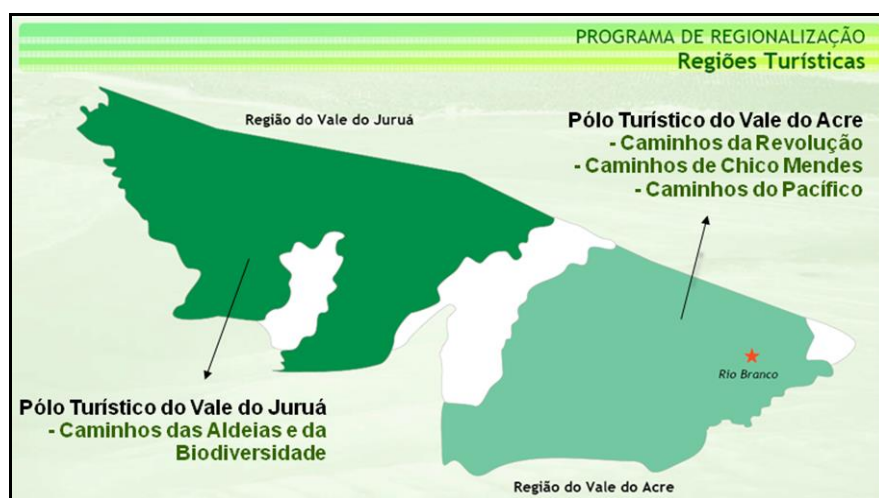 PROGRAMA DE REGIONALIZAÇÃO
Regiões Turísticas
Região do Vale do Juruá
Pólo Turístico do Vale do Acre
- Caminhos da Revolução
- Caminhos de Chico Mendes
- Caminhos do Pacífico
Rio Branco
Pólo Turístico do Vale do Juruá
- Caminhos das Aldeias e da
Biodiversidade
Região do Vale do Acre